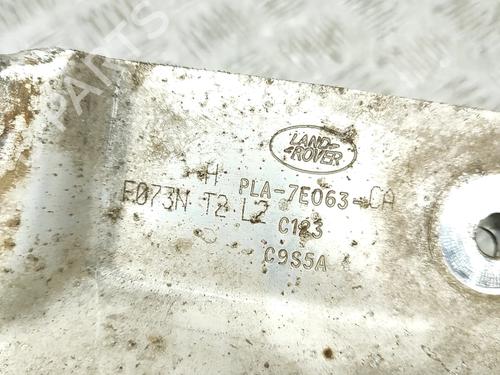 LAND
ROVER
H PLA-7E063-CA
F073N T2 L2
C123
C9S5A